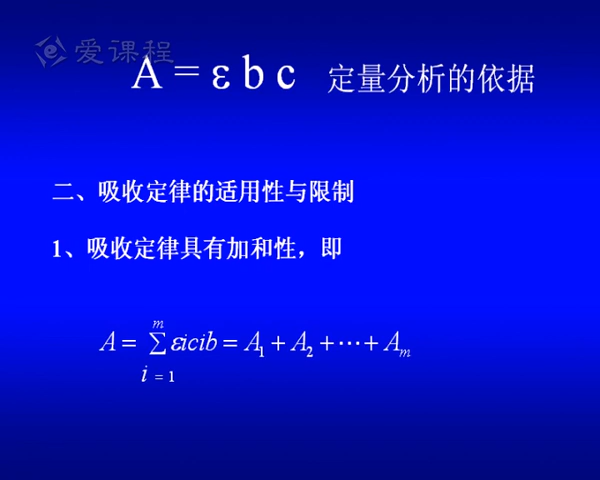 爱课程
A = ε b c 定量分析的依据
二、吸收定律的适用性与限制
1、吸收定律具有加和性，即
m
A = ∑ εicib = A₁ + A₂ + ⋯ + Aₘ
i = 1